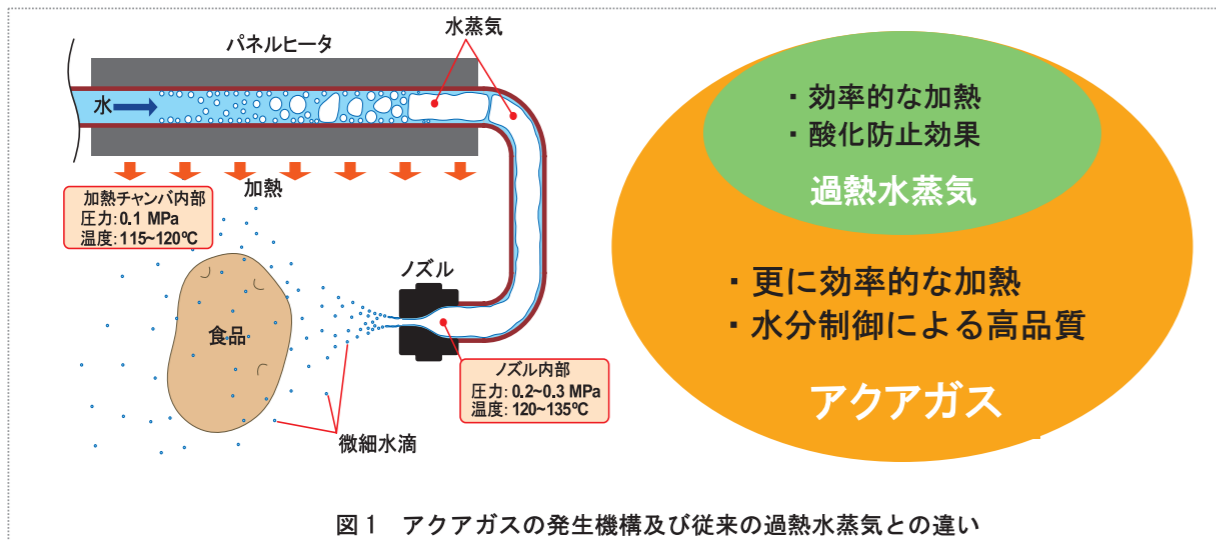 パネルヒータ
水蒸気
水
加熱
加熱チャンバ内部
圧力:0.1 MPa
温度:115~120℃
ノズル
食品
ノズル内部
圧力:0.2~0.3 MPa
温度:120~135℃
微細水滴
・効率的な加熱
・酸化防止効果
過熱水蒸気
・更に効率的な加熱
・水分制御による高品質
アクアガス
図1 アクアガスの発生機構及び従来の過熱水蒸気との違い